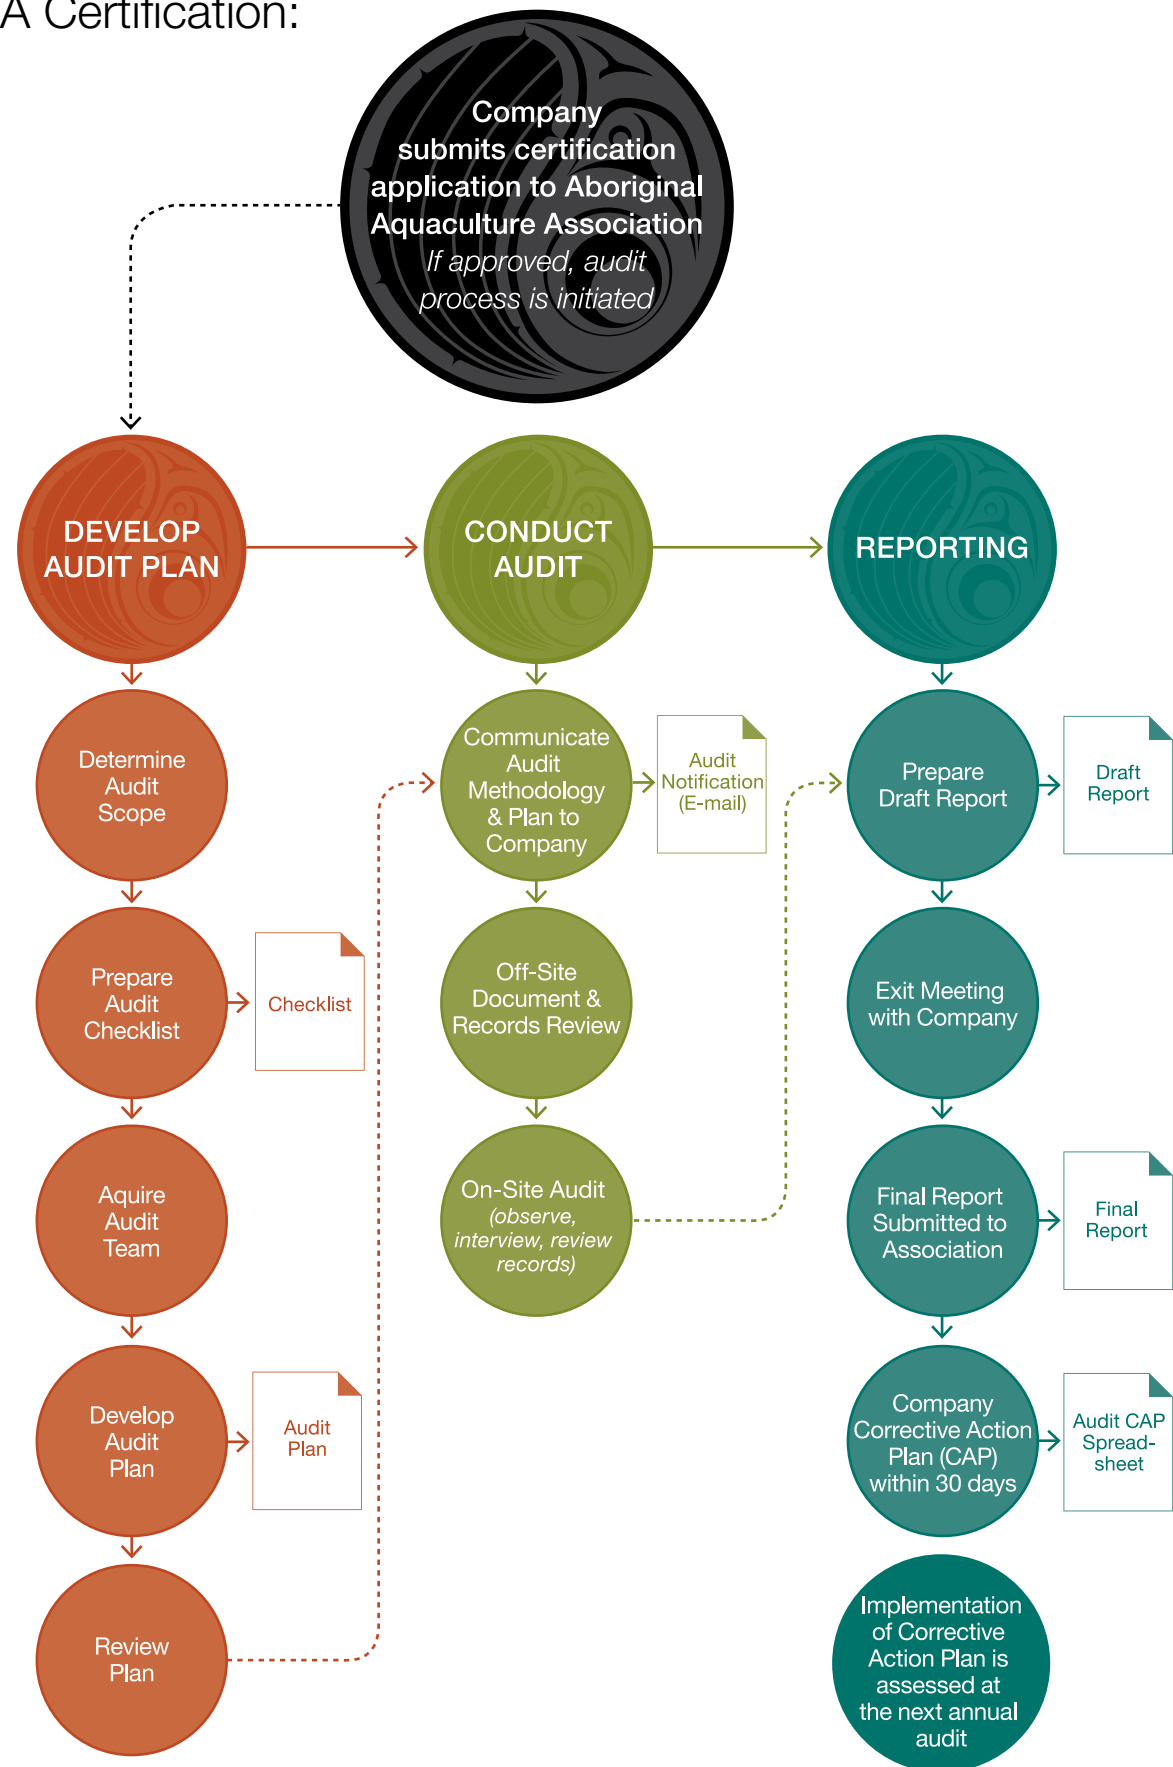 A Certification:
Company
submits certification
application to Aboriginal
Aquaculture Association
If approved, audit
process is initiated
DEVELOP
AUDIT PLAN
CONDUCT
AUDIT
REPORTING
Determine
Audit
Scope
Prepare
Audit
Checklist
Checklist
Aquire
Audit
Team
Develop
Audit
Plan
Audit
Plan
Review
Plan
Communicate
Audit
Methodology
& Plan to
Company
Audit
Notification
(E-mail)
Off-Site
Document &
Records Review
On-Site Audit
(observe,
interview, review
records)
Prepare
Draft Report
Draft
Report
Exit Meeting
with Company
Final Report
Submitted to
Association
Final
Report
Company
Corrective Action
Plan (CAP)
within 30 days
Audit CAP
Spread-
sheet
Implementation
of Corrective
Action Plan is
assessed at
the next annual
audit